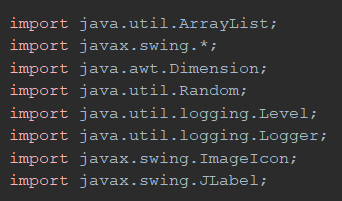 import java.util.ArrayList;
import javax.swing.*;
import java.awt.Dimension;
import java.util.Random;
import java.util.logging.Level;
import java.util.logging.Logger;
import javax.swing.ImageIcon;
import javax.swing.JLabel;